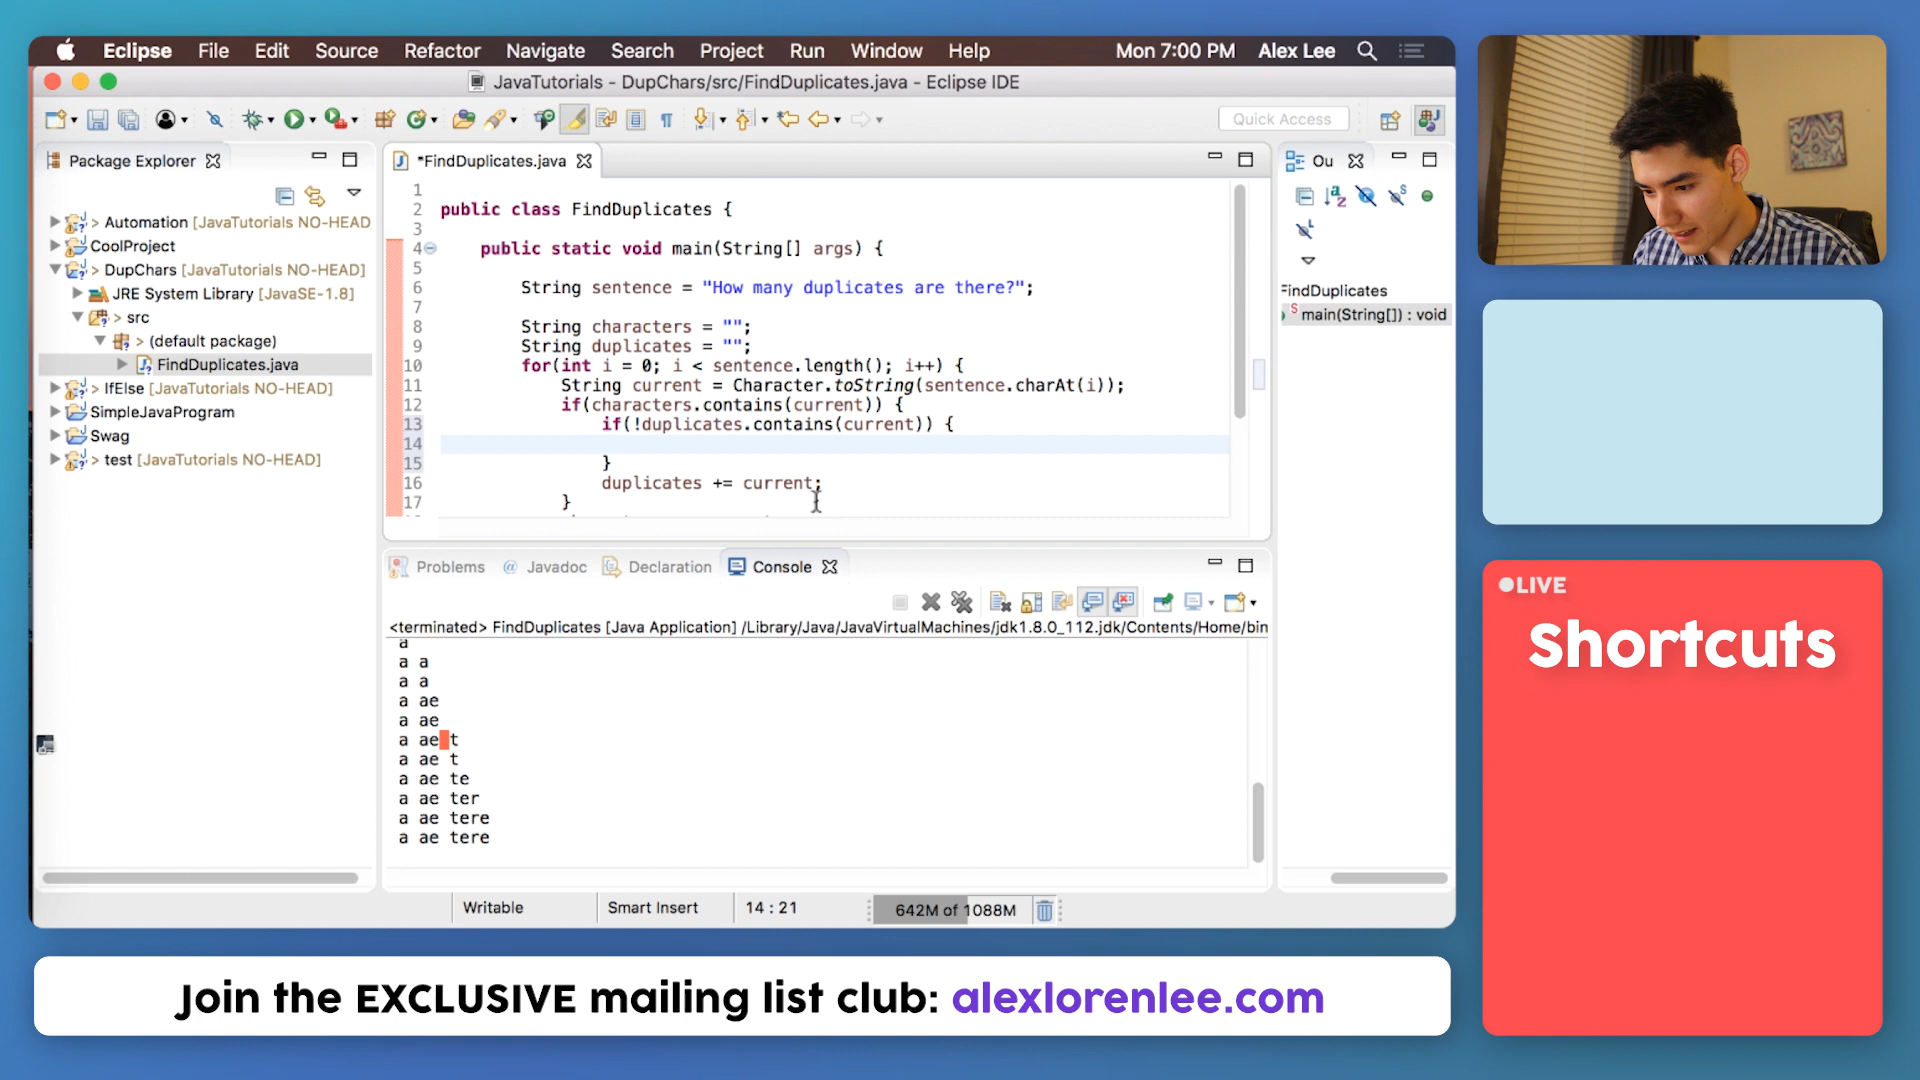 Eclipse File Edit Source Refactor Navigate Search Project Run Window Help Mon 7:00 PM Alex Lee
JavaTutorials - DupChars/src/FindDuplicates.java - Eclipse IDE
Quick Access
Package Explorer
> Automation [JavaTutorials NO-HEAD
CoolProject
> DupChars [JavaTutorials NO-HEAD]
JRE System Library [JavaSE-1.8]
> src
> (default package)
FindDuplicates.java
> IfElse [JavaTutorials NO-HEAD]
SimpleJavaProgram
Swag
> test [JavaTutorials NO-HEAD]
*FindDuplicates.java
1
2 public class FindDuplicates {
3
4 public static void main(String[] args) {
5
6 String sentence = "How many duplicates are there?";
7
8 String characters = "";
9 String duplicates = "";
10 for(int i = 0; i < sentence.length(); i++) {
11 String current = Character.toString(sentence.charAt(i));
12 if(characters.contains(current)) {
13 if(!duplicates.contains(current)) {
14
15 }
16 duplicates += current;
17 }
Ou
FindDuplicates
S main(String[]) : void
Problems @ Javadoc Declaration Console
<terminated> FindDuplicates [Java Application] /Library/Java/JavaVirtualMachines/jdk1.8.0_112.jdk/Contents/Home/bin
a
a a
a a
a ae
a ae
a ae t
a ae t
a ae te
a ae ter
a ae tere
a ae tere
Writable Smart Insert 14 : 21 642M of 1088M
LIVE
Shortcuts
Join the EXCLUSIVE mailing list club: alexlorenlee.com